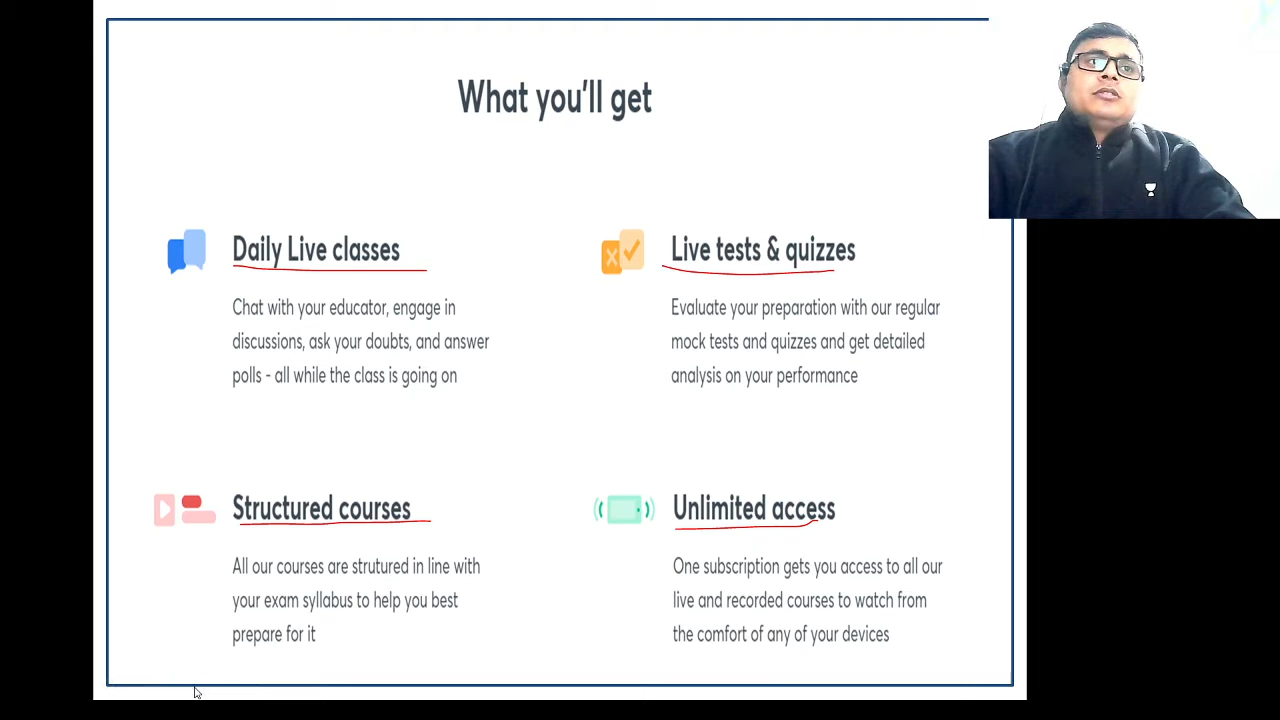 What you'll get
Daily Live classes
Chat with your educator, engage in
discussions, ask your doubts, and answer
polls - all while the class is going on
Live tests & quizzes
Evaluate your preparation with our regular
mock tests and quizzes and get detailed
analysis on your performance
Structured courses
All our courses are strutured in line with
your exam syllabus to help you best
prepare for it
Unlimited access
One subscription gets you access to all our
live and recorded courses to watch from
the comfort of any of your devices